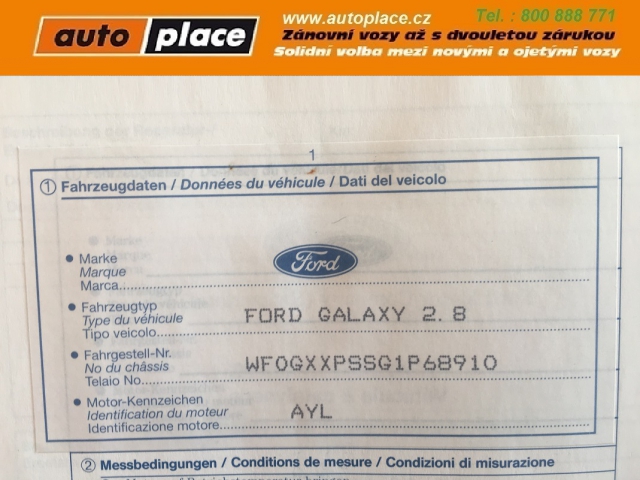 auto place
www.autoplace.cz
Tel. : 800 888 771
Zánovní vozy až s dvouletou zárukou
Solidní volba mezi novými a ojetými vozy
1
① Fahrzeugdaten / Données du véhicule / Dati del veicolo
• Marke
Marque
Marca
Ford
• Fahrzeugtyp
Type du véhicule
Tipo veicolo
FORD GALAXY 2.8
• Fahrgestell-Nr.
No du châssis
Telaio No.
WF0GXXPSSG1P68910
• Motor-Kennzeichen
Identification du moteur
Identificazione motore
AYL
② Messbedingungen / Conditions de mesure / Condizioni di misurazione